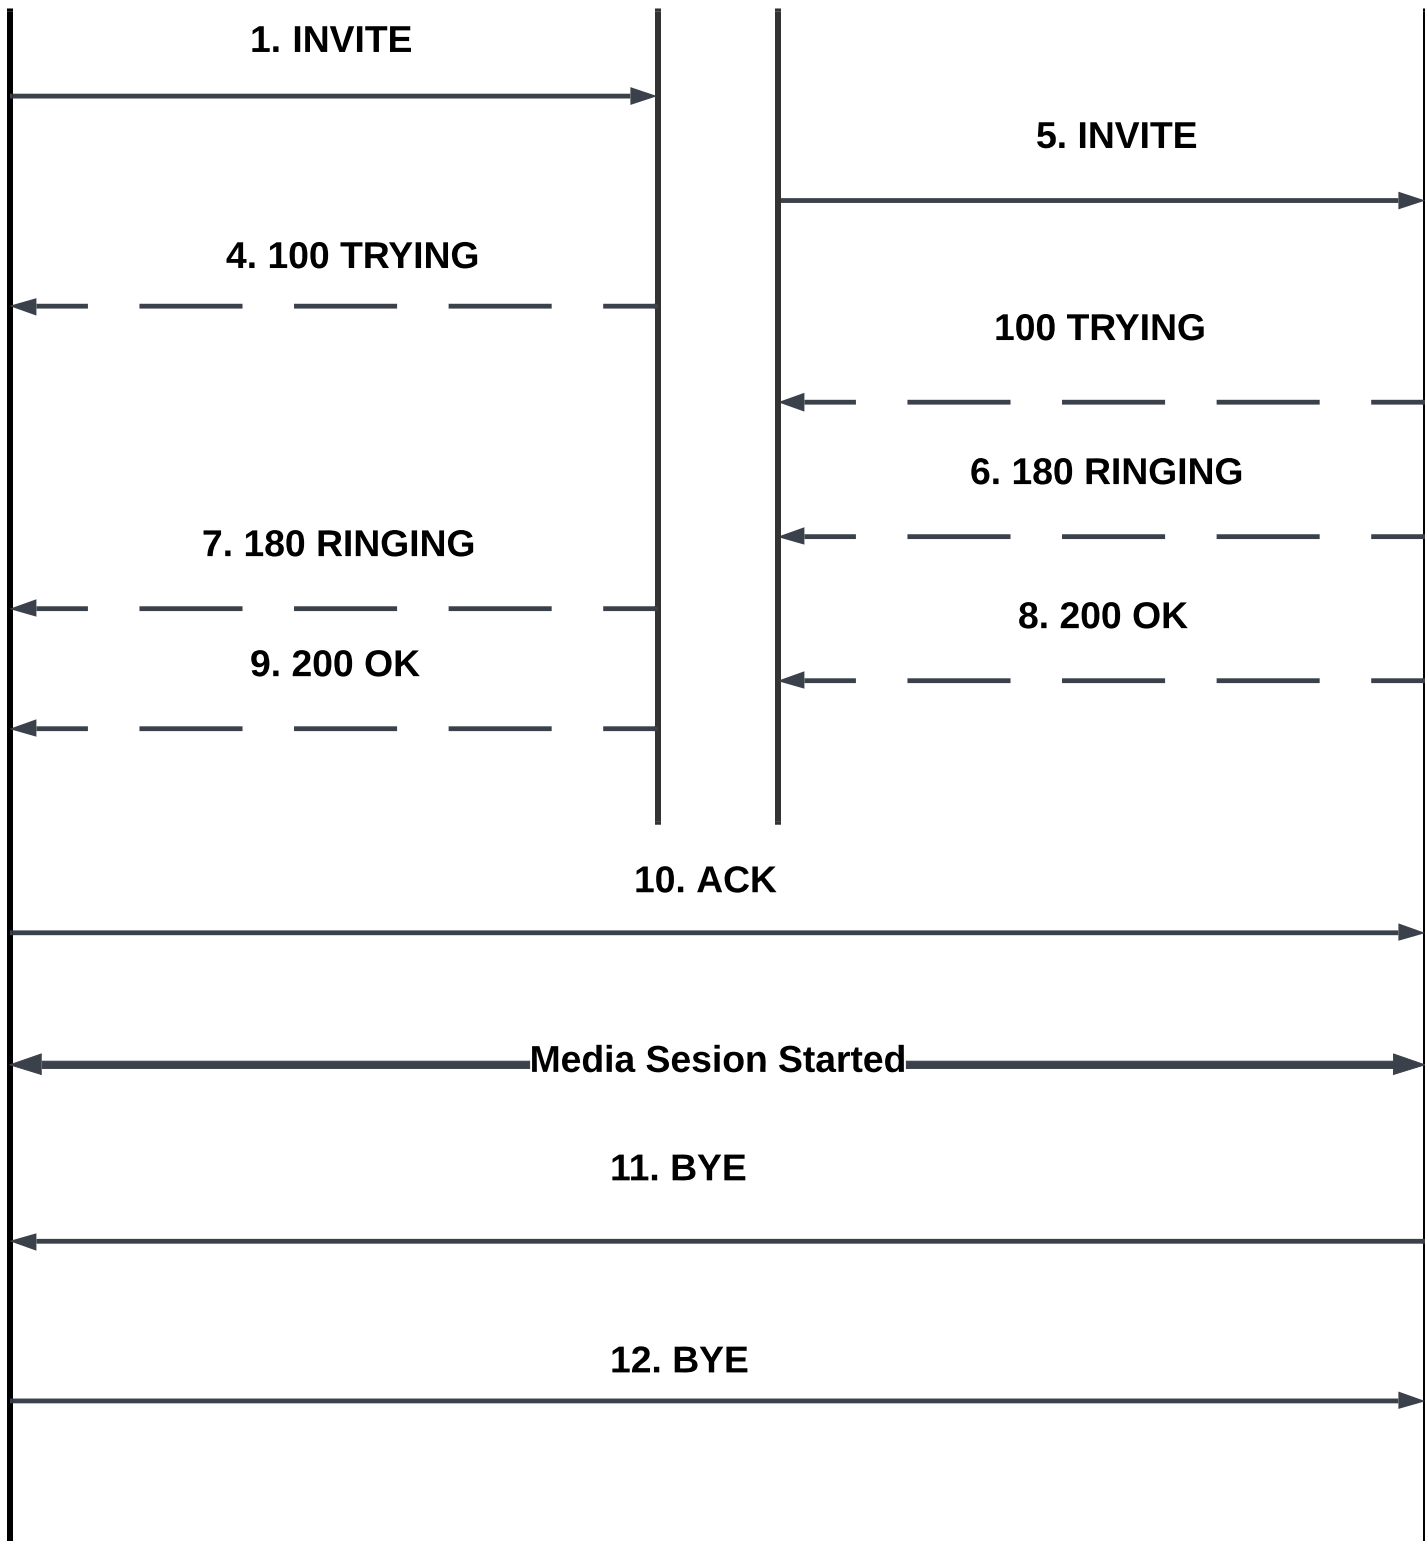 1. INVITE
5. INVITE
4. 100 TRYING
100 TRYING
6. 180 RINGING
7. 180 RINGING
8. 200 OK
9. 200 OK
10. ACK
Media Sesion Started
11. BYE
12. BYE